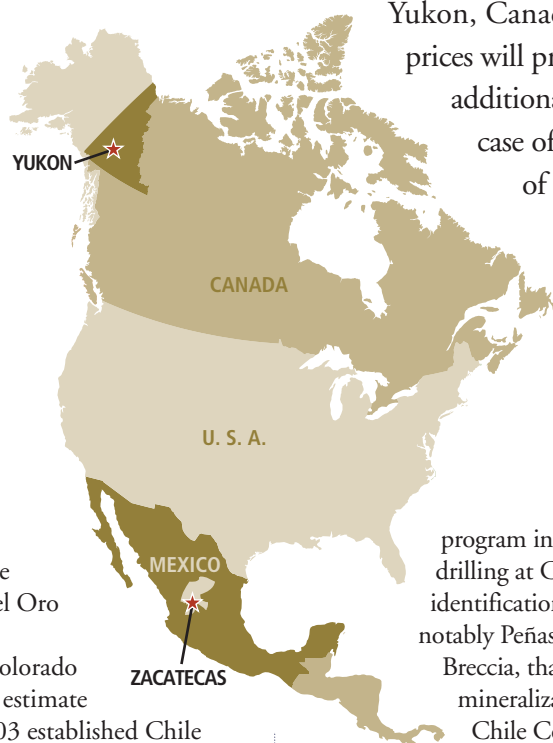 Yukon, Canad
prices will pr
additiona
case of
of
YUKON
CANADA
U. S. A.
MEXICO
ZACATECAS
e
el Oro
olorado
estimate
03 established Chile
program in
drilling at C
identification
notably Peñas
Breccia, tha
mineraliza
Chile Co